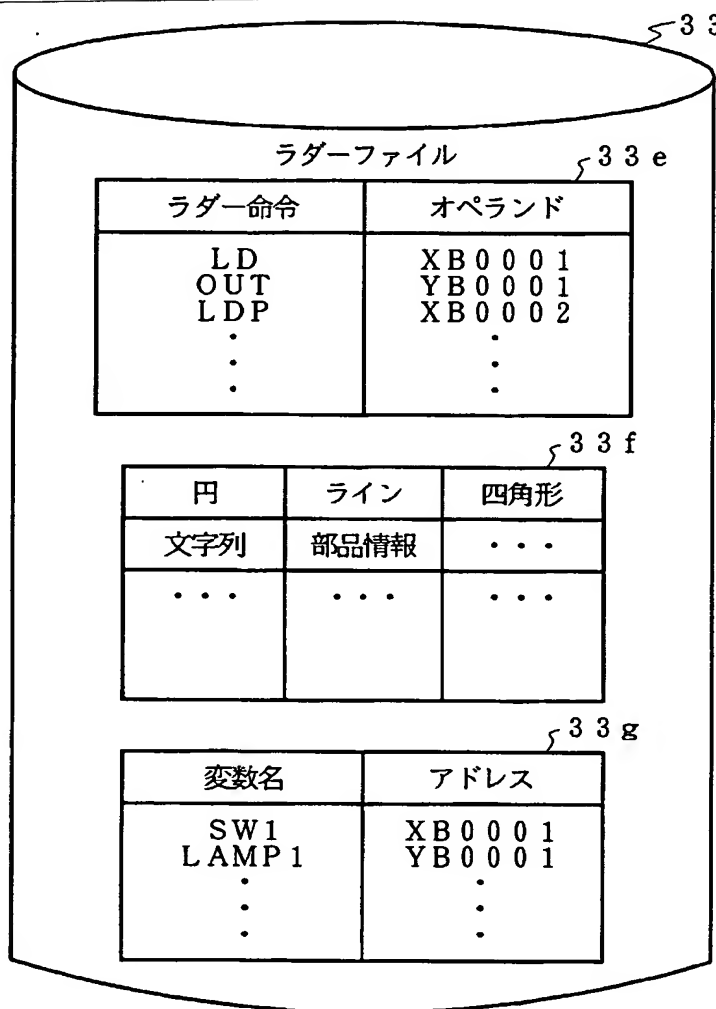 33
ラダーファイル
33e
ラダー命令 オペランド
LD XB0001
OUT YB0001
LDP XB0002
・ ・
・ ・
・ ・
33f
円 ライン 四角形
文字列 部品情報 ・・・
・・・ ・・・ ・・・
33g
変数名 アドレス
SW1 XB0001
LAMP1 YB0001
・ ・
・ ・
・ ・